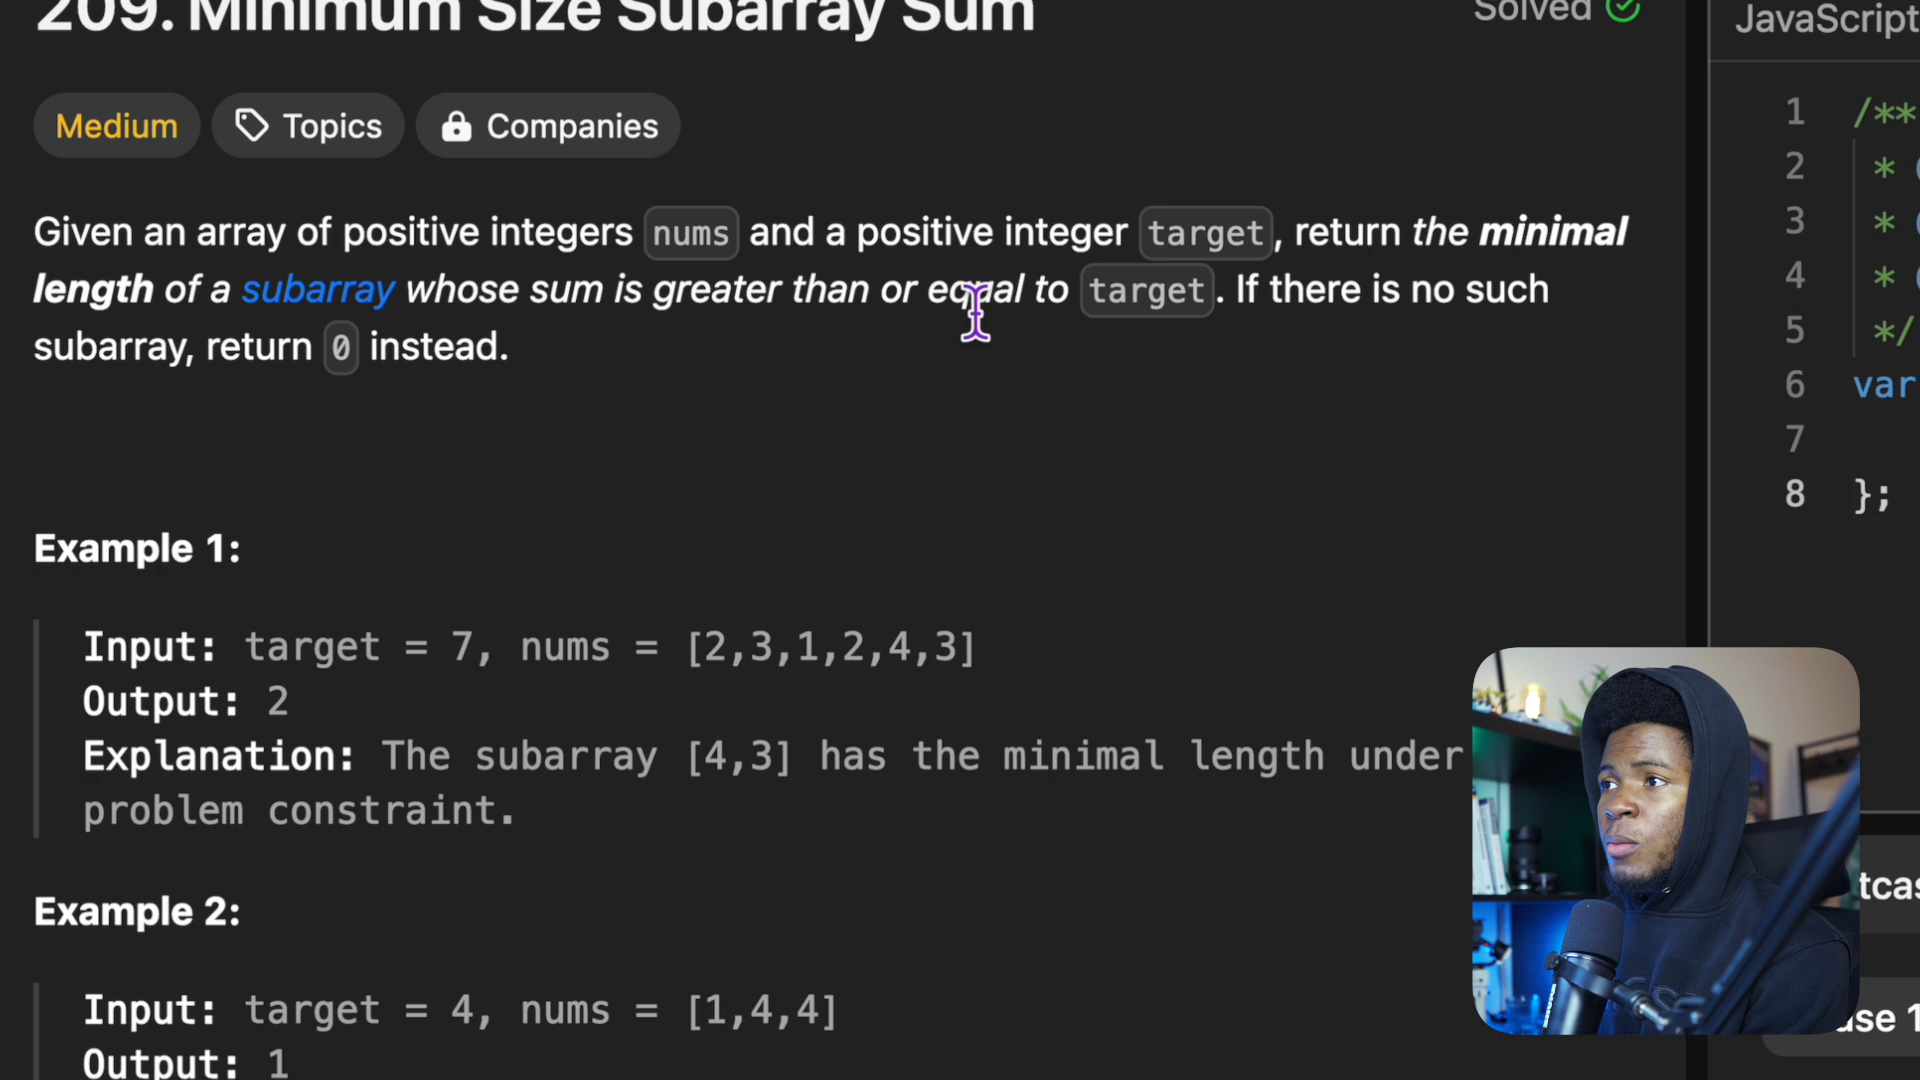 209. Minimum Size Subarray Sum
Solved
JavaScript
Medium
Topics
Companies
Given an array of positive integers nums and a positive integer target, return the minimal
length of a subarray whose sum is greater than or equal to target. If there is no such
subarray, return 0 instead.
Example 1:
Input: target = 7, nums = [2,3,1,2,4,3]
Output: 2
Explanation: The subarray [4,3] has the minimal length under
problem constraint.
Example 2:
Input: target = 4, nums = [1,4,4]
Output: 1
1 /**
2 *
3 *
4 *
5 */
6 var
7
8 };